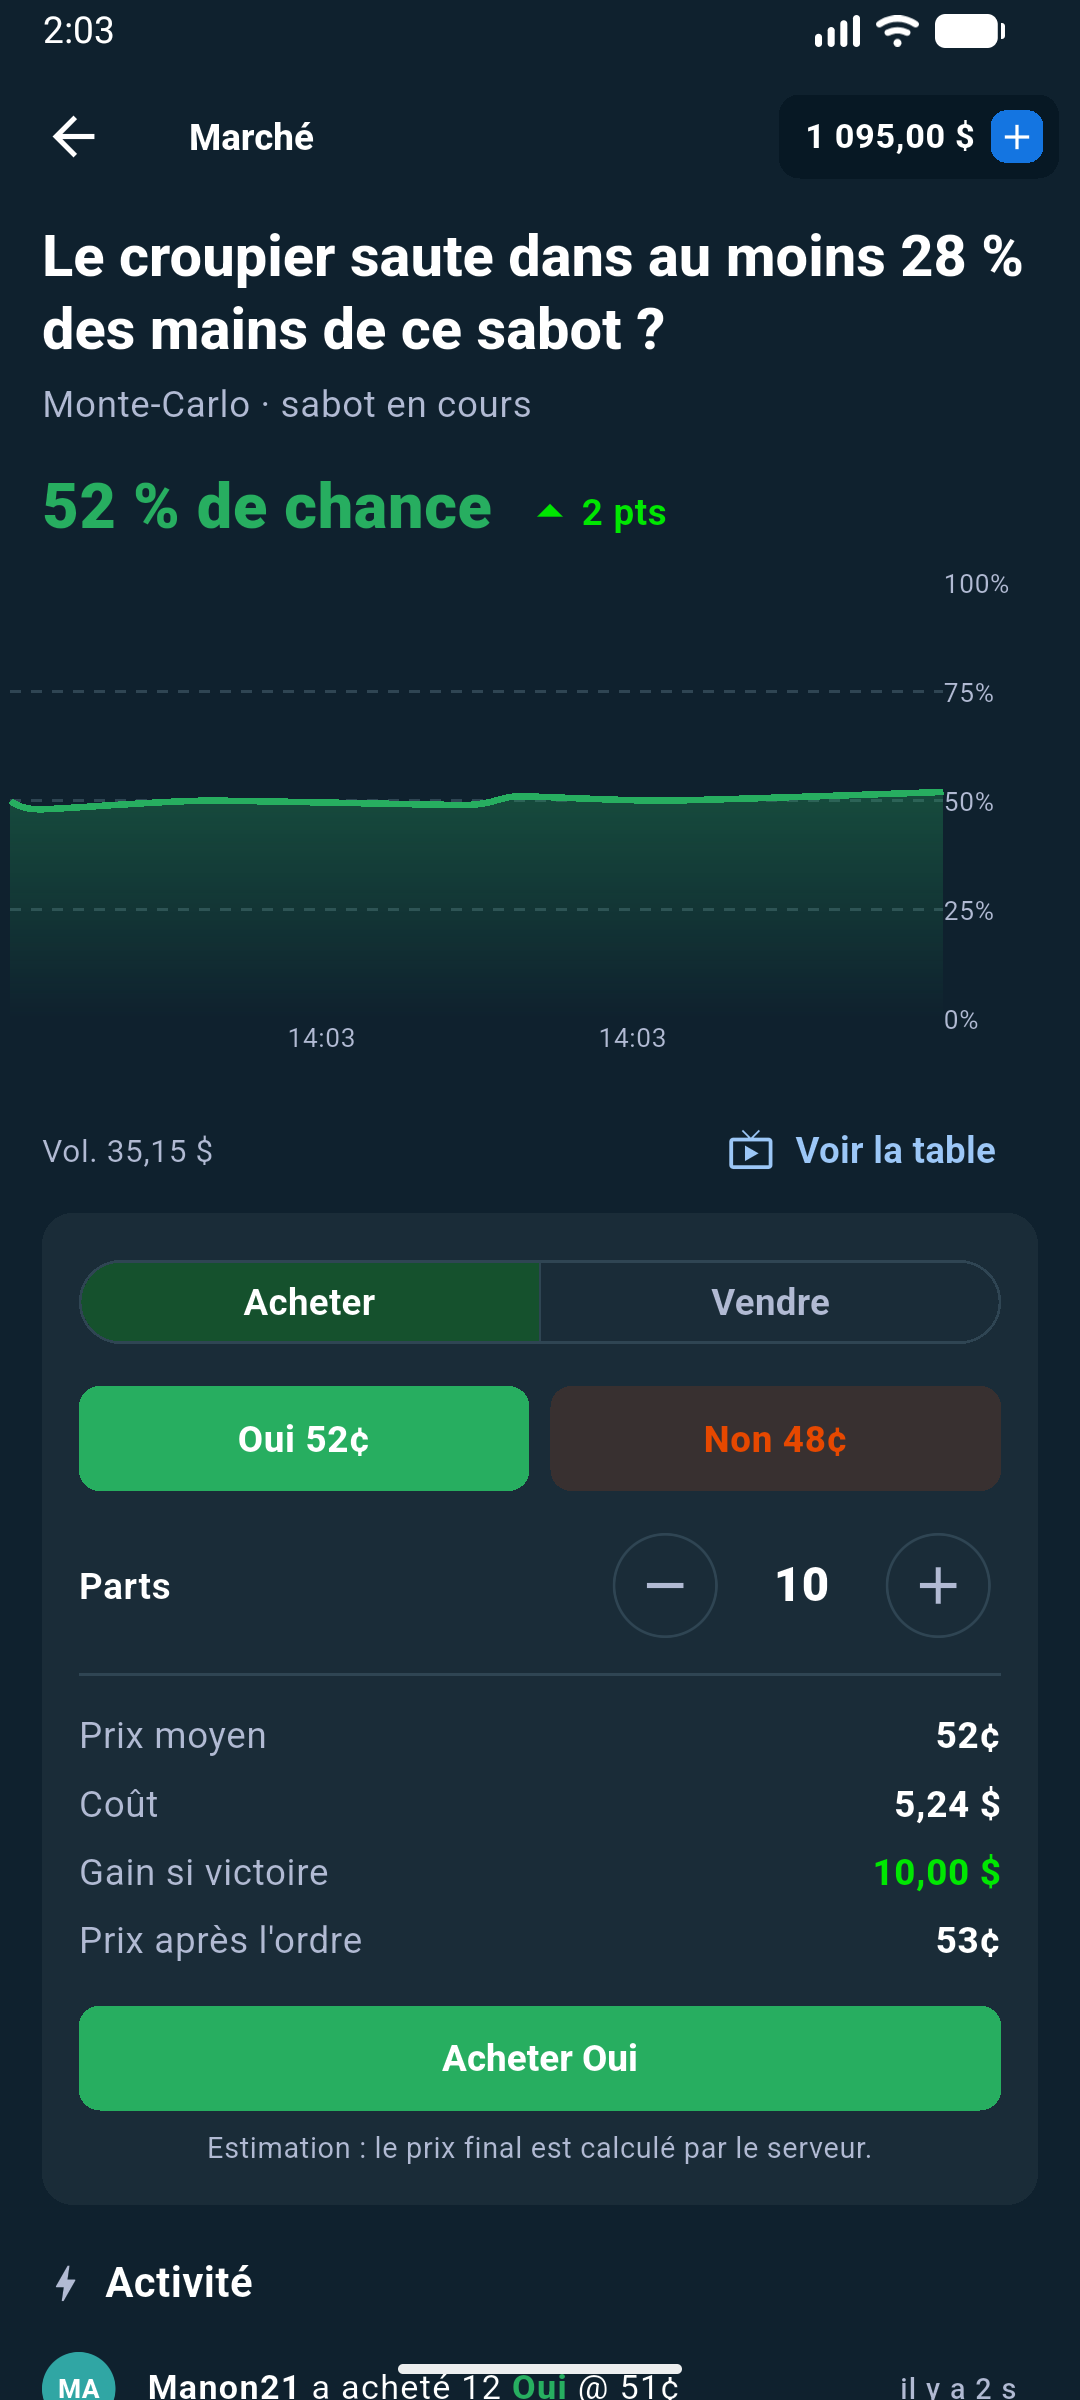 2:03
Marché
1 095,00 $
Le croupier saute dans au moins 28 %
des mains de ce sabot ?
Monte-Carlo · sabot en cours
52 % de chance
2 pts
100%
75%
50%
25%
0%
14:03
14:03
Vol. 35,15 $
Voir la table
Acheter
Vendre
Oui 52¢
Non 48¢
Parts
10
Prix moyen
52¢
Coût
5,24 $
Gain si victoire
10,00 $
Prix après l'ordre
53¢
Acheter Oui
Estimation : le prix final est calculé par le serveur.
Activité
MA
Manon21 a acheté 12 Oui @ 51¢
il y a 2 s